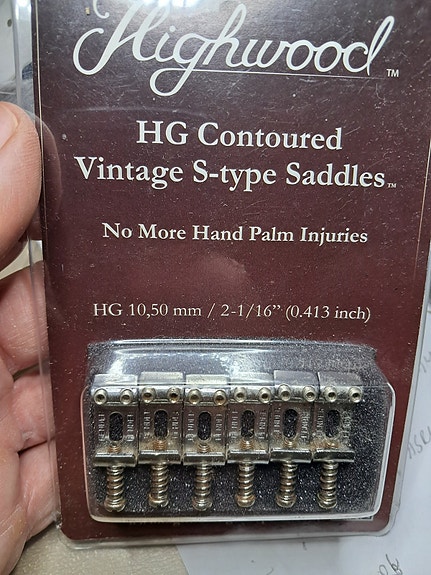 Highwood™
HG Contoured
Vintage S-type Saddles™
No More Hand Palm Injuries
HG 10,50 mm / 2-1/16” (0.413 inch)